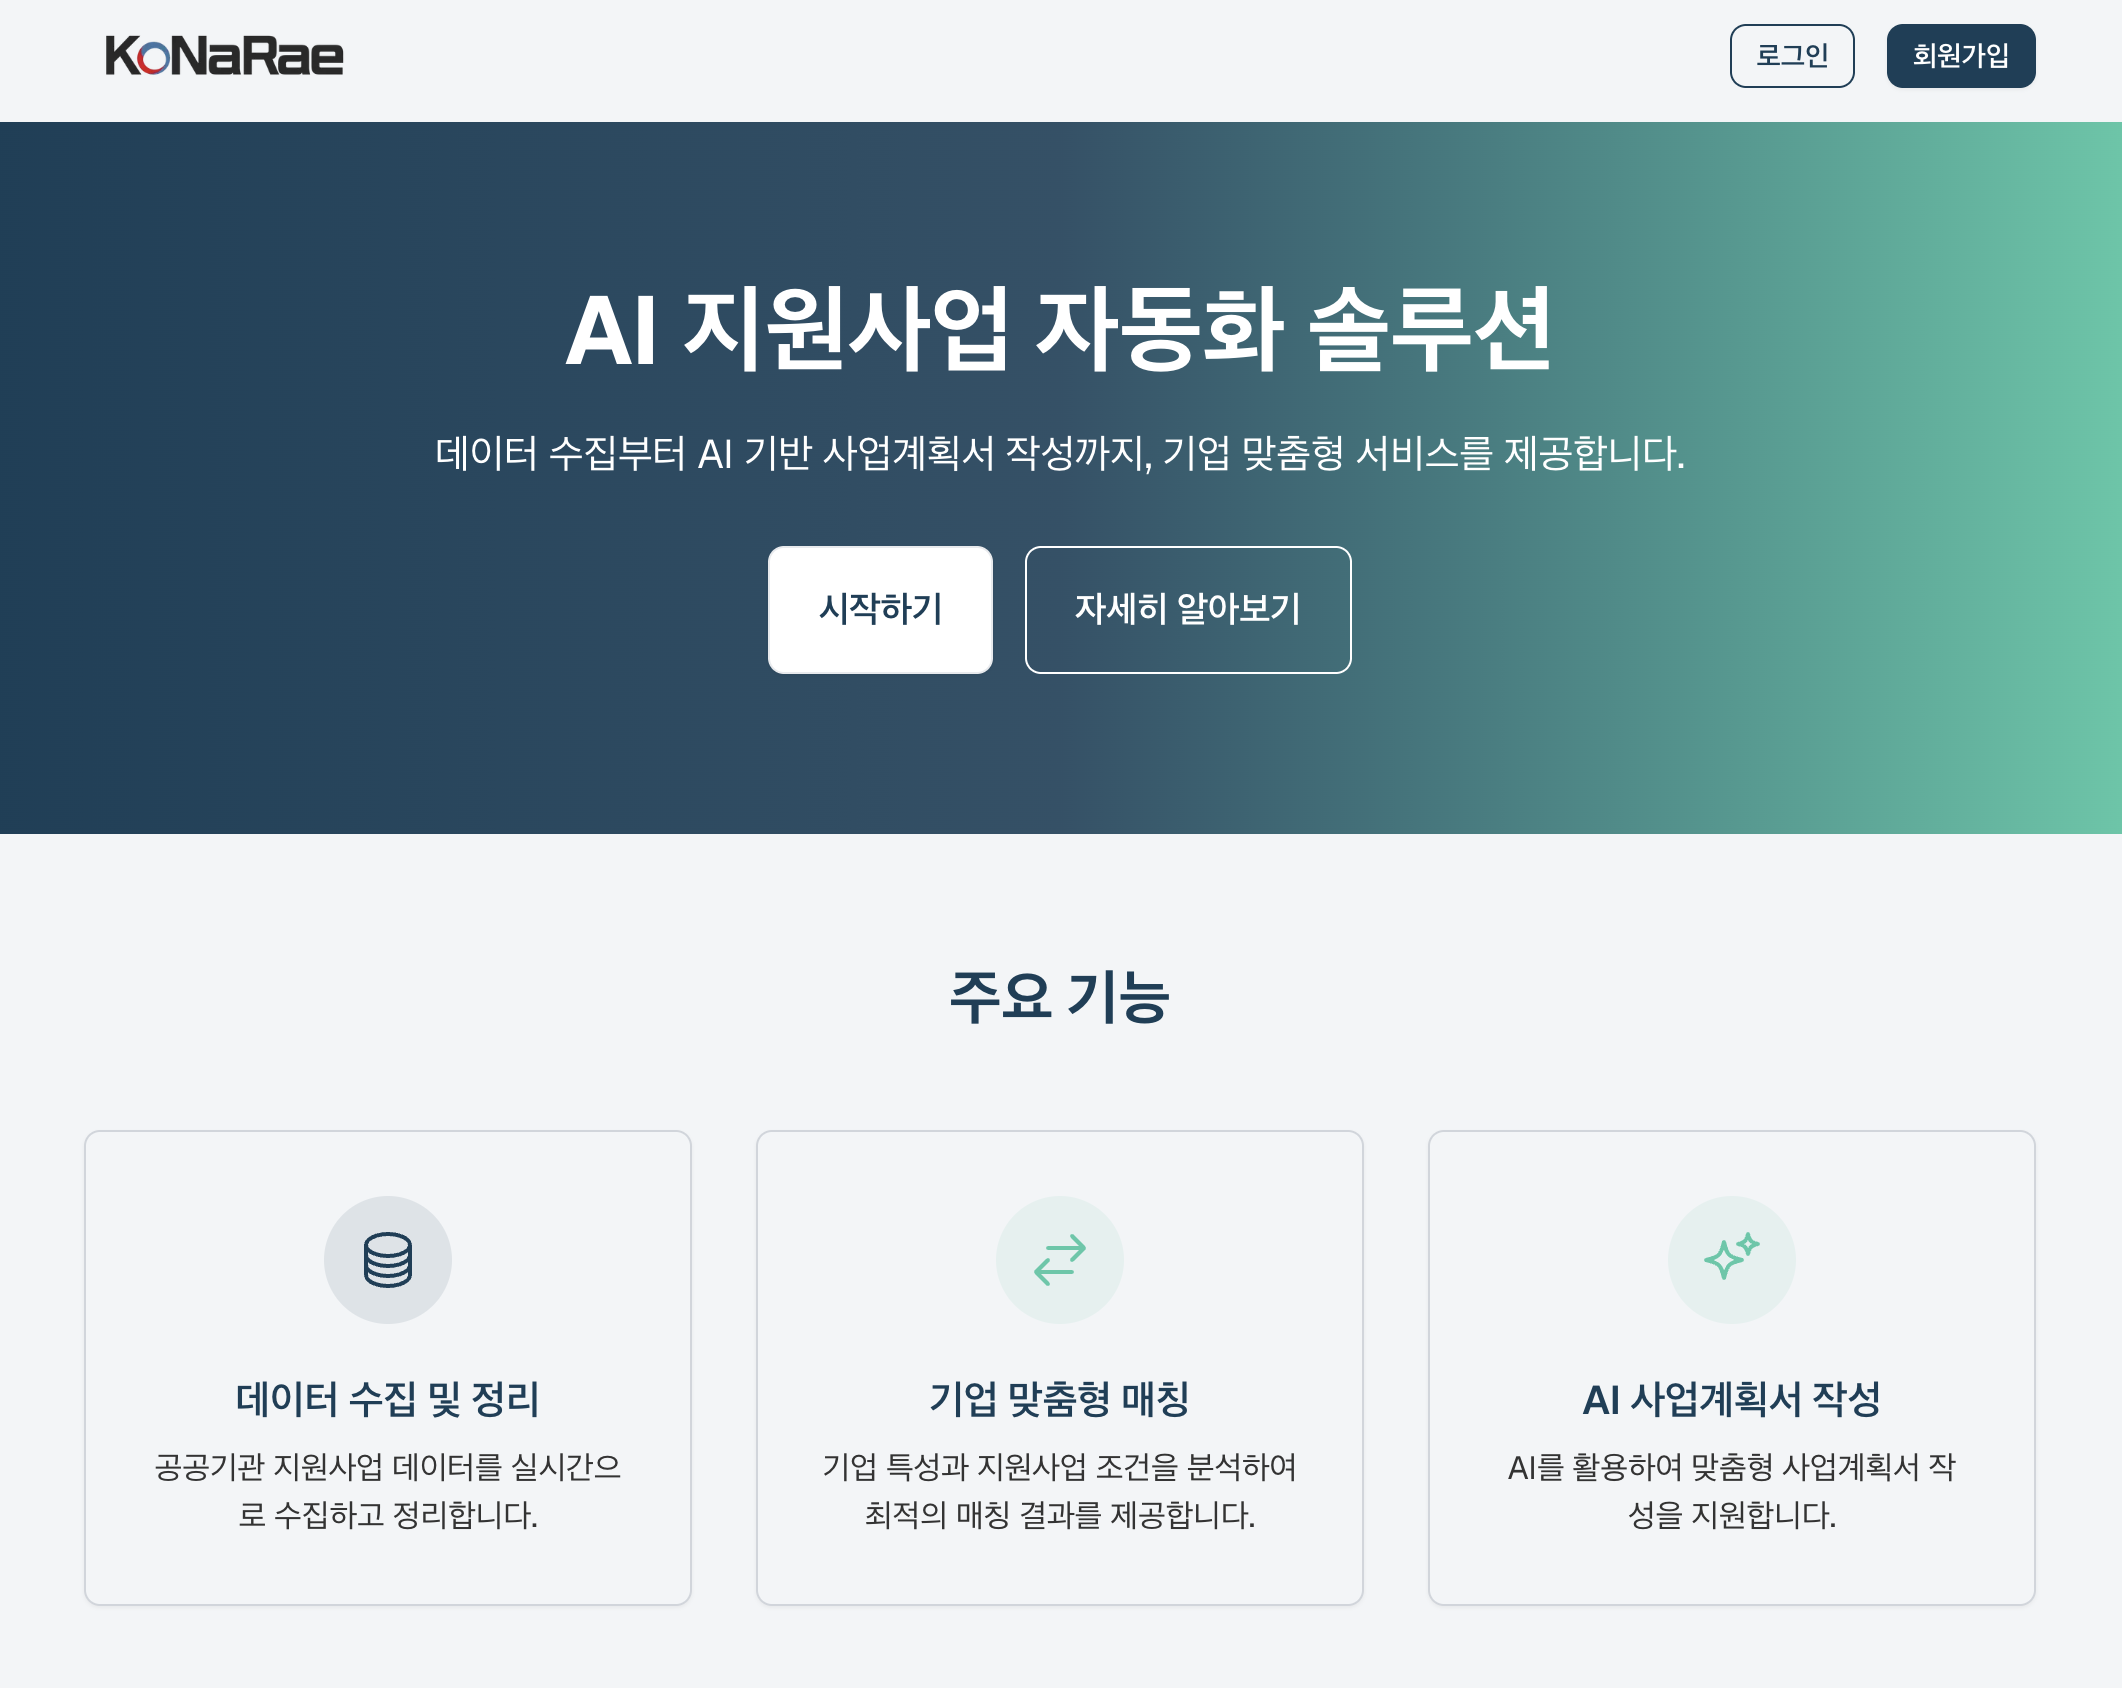 KoNaRae
로그인
회원가입
AI 지원사업 자동화 솔루션
데이터 수집부터 AI 기반 사업계획서 작성까지, 기업 맞춤형 서비스를 제공합니다.
시작하기
자세히 알아보기
주요 기능
데이터 수집 및 정리
공공기관 지원사업 데이터를 실시간으
로 수집하고 정리합니다.
기업 맞춤형 매칭
기업 특성과 지원사업 조건을 분석하여
최적의 매칭 결과를 제공합니다.
AI 사업계획서 작성
AI를 활용하여 맞춤형 사업계획서 작
성을 지원합니다.